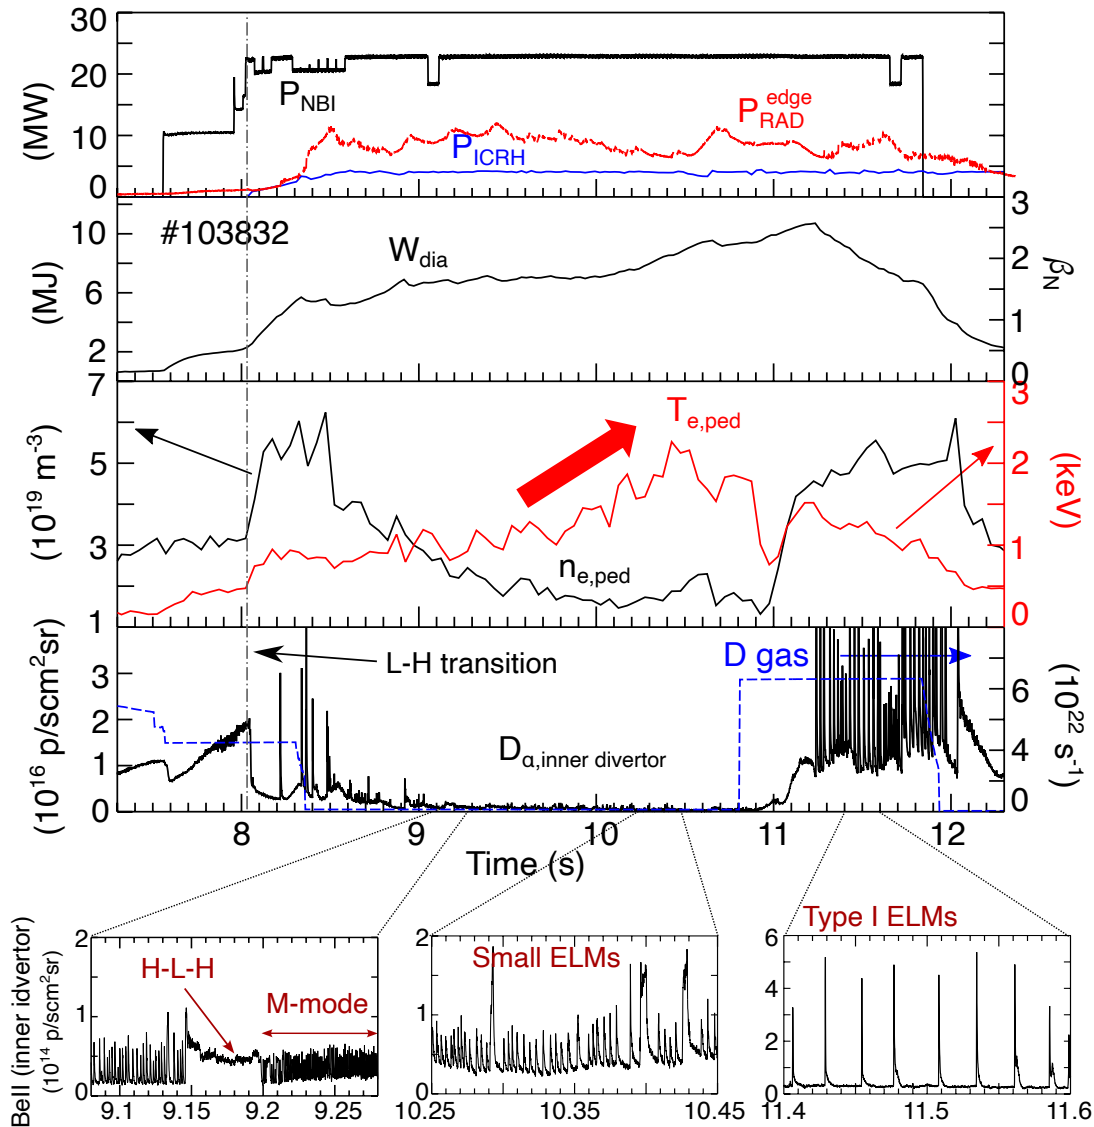 30
20
10
0
(MW)
P_NBI
P_ICRH
P_RAD^edge
#103832
10
6
2
(MJ)
W_dia
3
2
1
0
β_N
7
5
3
1
(10^19 m^-3)
T_e,ped
n_e,ped
3
2
1
0
(keV)
1
3
2
1
0
(10^16 p/scm^2sr)
L-H transition
D gas
D_α,inner divertor
6
4
2
0
(10^22 s^-1)
8
9
10
11
12
Time (s)
BeII (inner idvertor)
(10^14 p/scm^2sr)
2
1
0
H-L-H
M-mode
9.1
9.15
9.2
9.25
2
1
0
Small ELMs
10.25
10.35
10.45
Type I ELMs
6
4
2
0
11.4
11.5
11.6